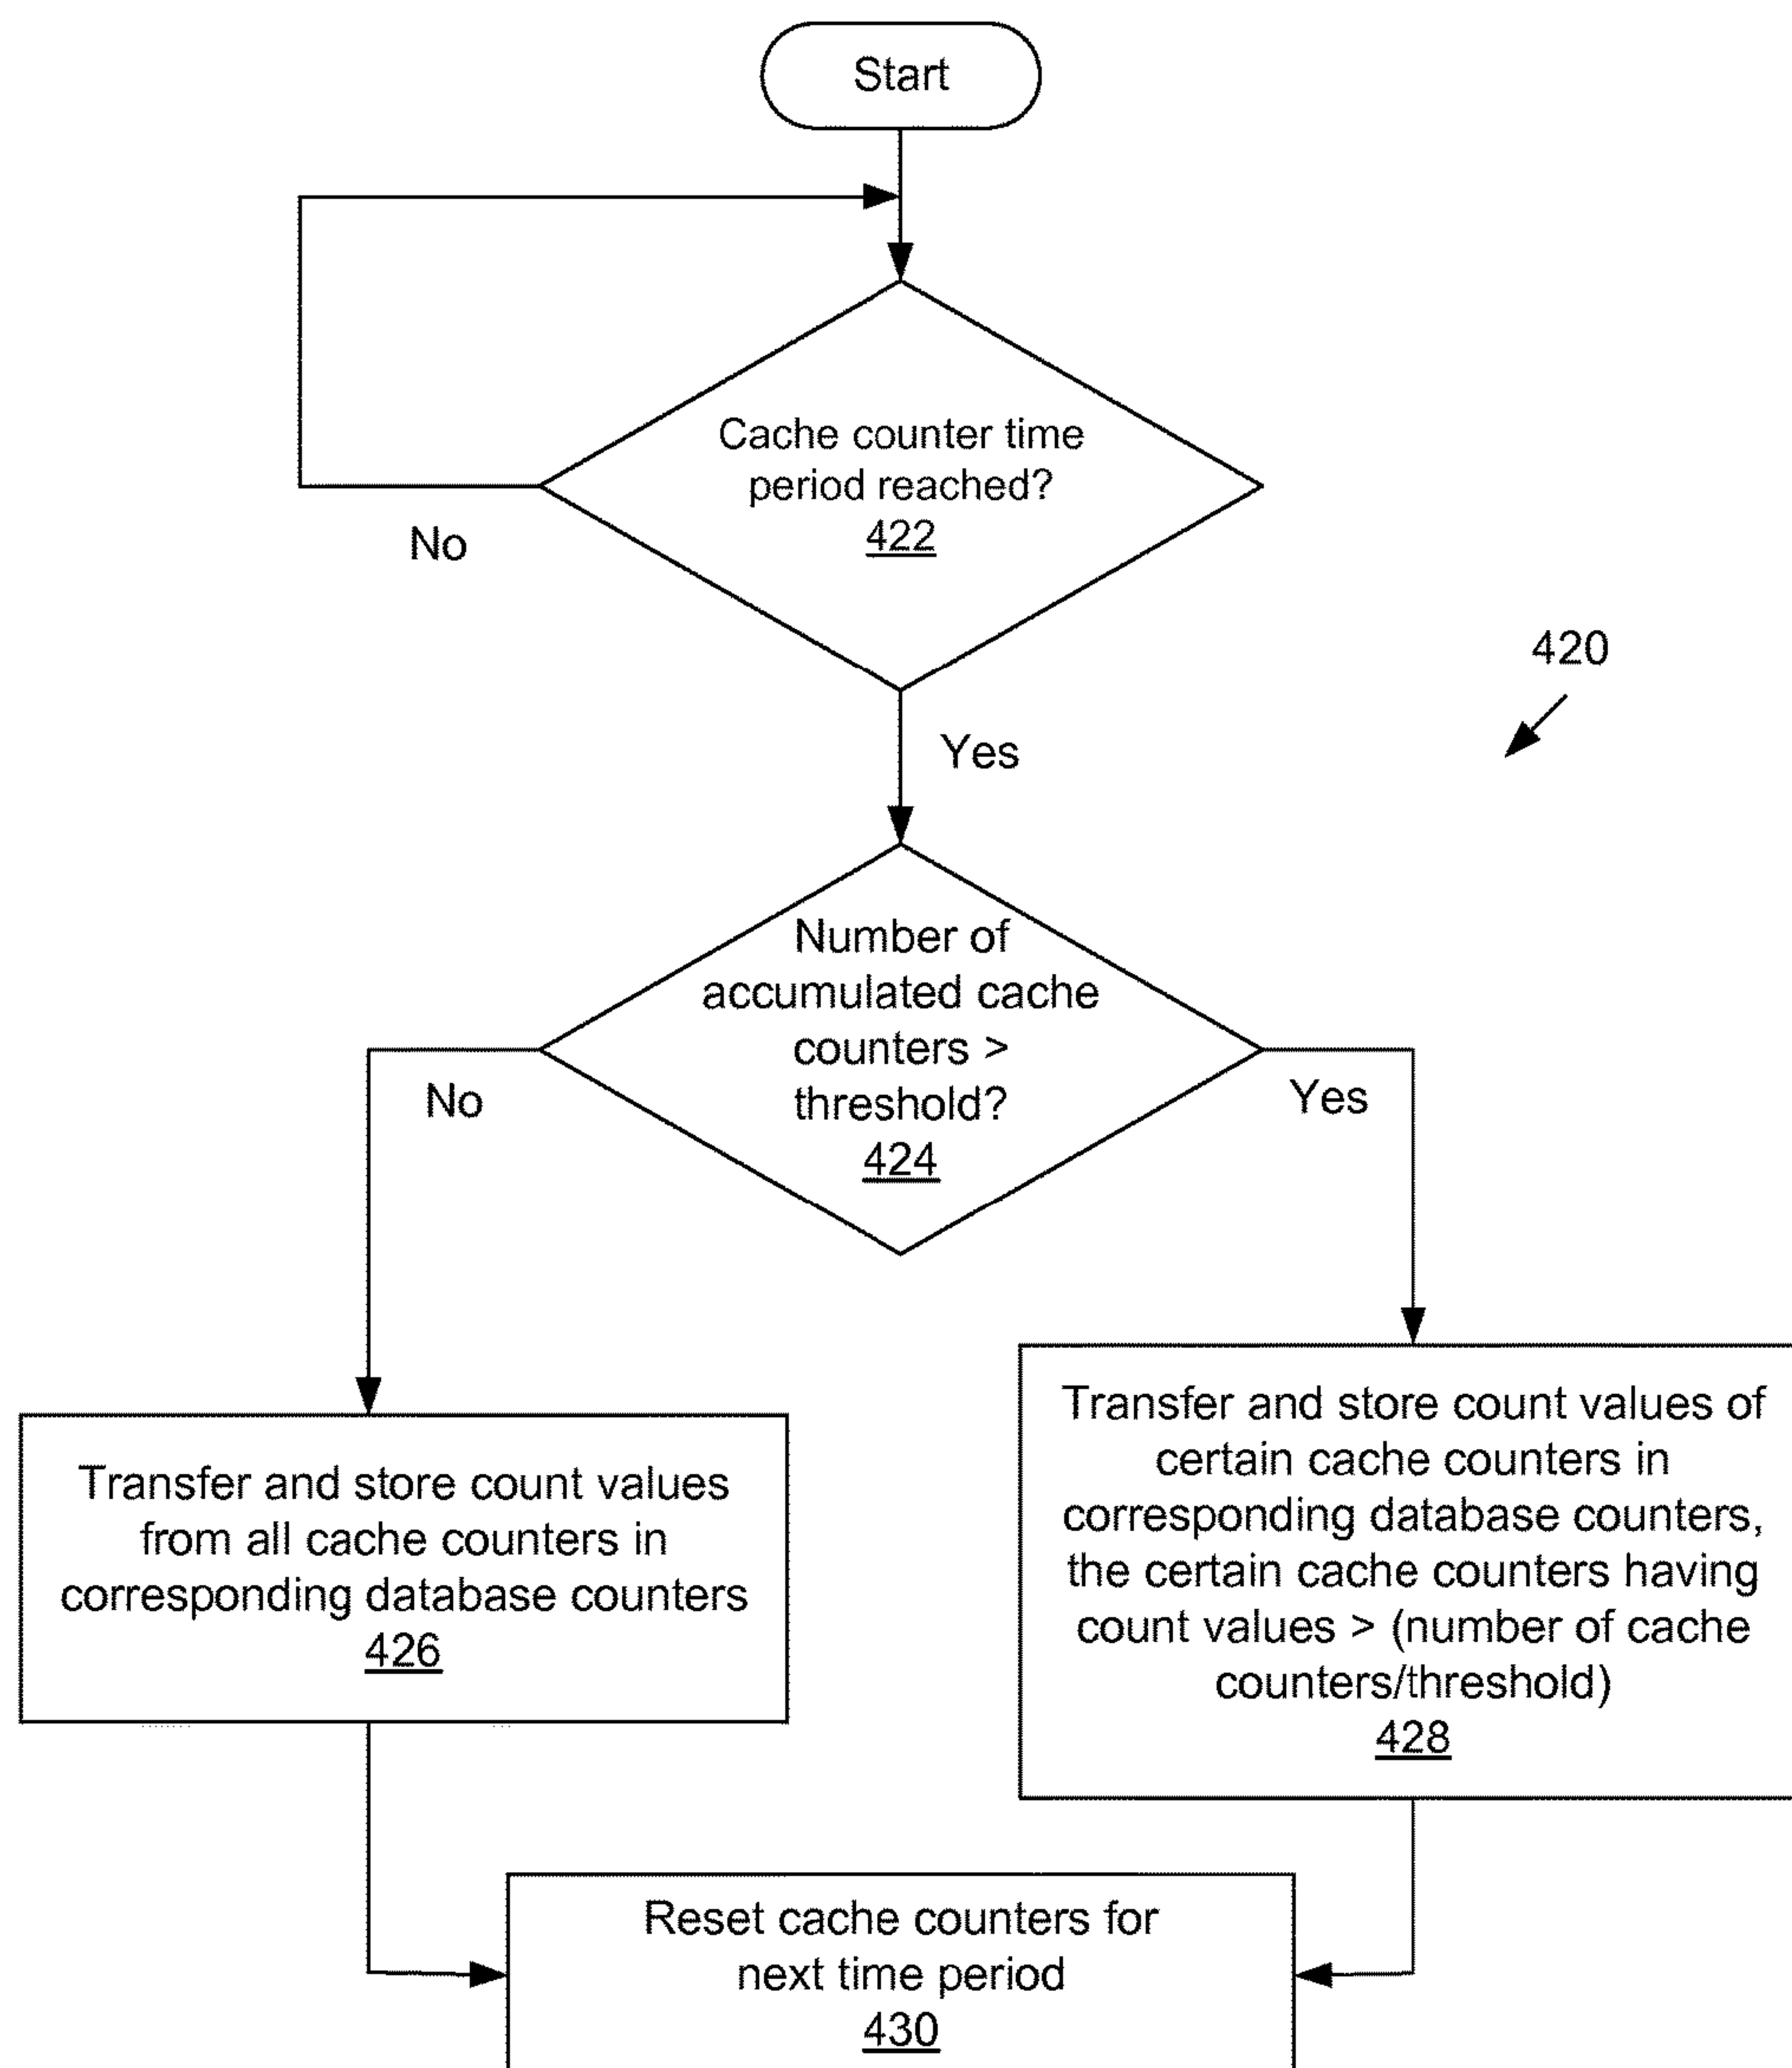 Start
Cache counter time
period reached?
422
No
420
Yes
Number of
accumulated cache
counters >
threshold?
424
No
Yes
Transfer and store count values
from all cache counters in
corresponding database counters
426
Transfer and store count values of
certain cache counters in
corresponding database counters,
the certain cache counters having
count values > (number of cache
counters/threshold)
428
Reset cache counters for
next time period
430